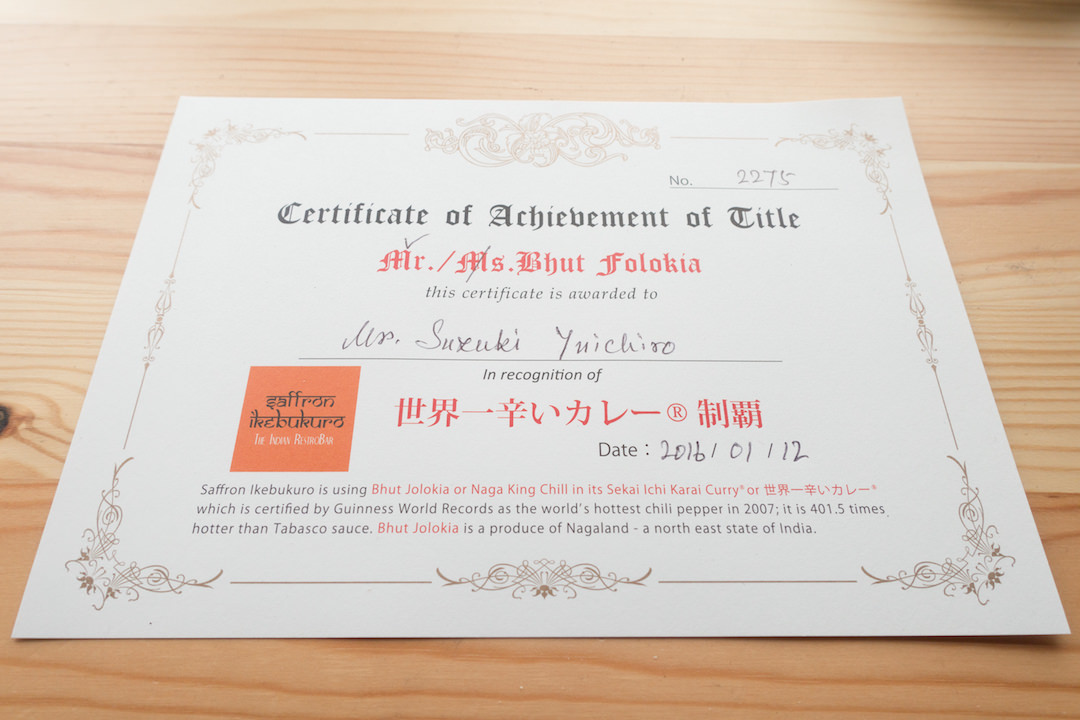 No. 2275
Certificate of Achievement of Title
Mr./Ms.Bhut Folokia
this certificate is awarded to
Mr. Suzuki Yuichiro
In recognition of
saffron
ikebukuro
THE INDIAN RESTROBAR
世界一辛いカレー® 制覇
Date：2016/01/12
Saffron Ikebukuro is using Bhut Jolokia or Naga King Chill in its Sekai Ichi Karai Curry® or 世界一辛いカレー®
which is certified by Guinness World Records as the world's hottest chili pepper in 2007; it is 401.5 times
hotter than Tabasco sauce. Bhut Jolokia is a produce of Nagaland - a north east state of India.